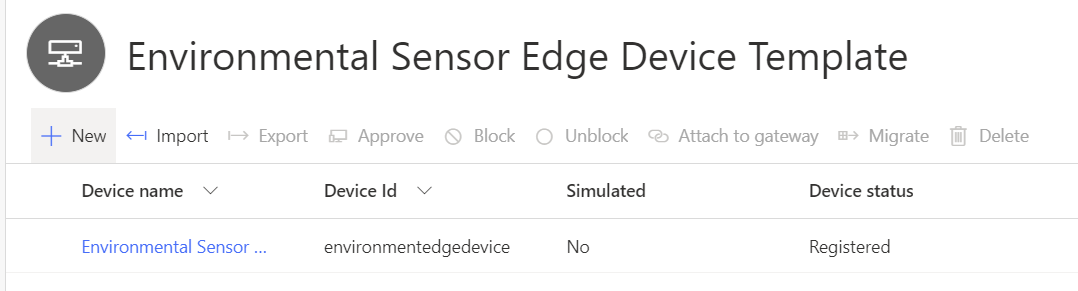 Environmental Sensor Edge Device Template
New Import Export Approve Block Unblock Attach to gateway Migrate Delete
Device name Device Id Simulated Device status
Environmental Sensor ... environmentedgedevice No Registered